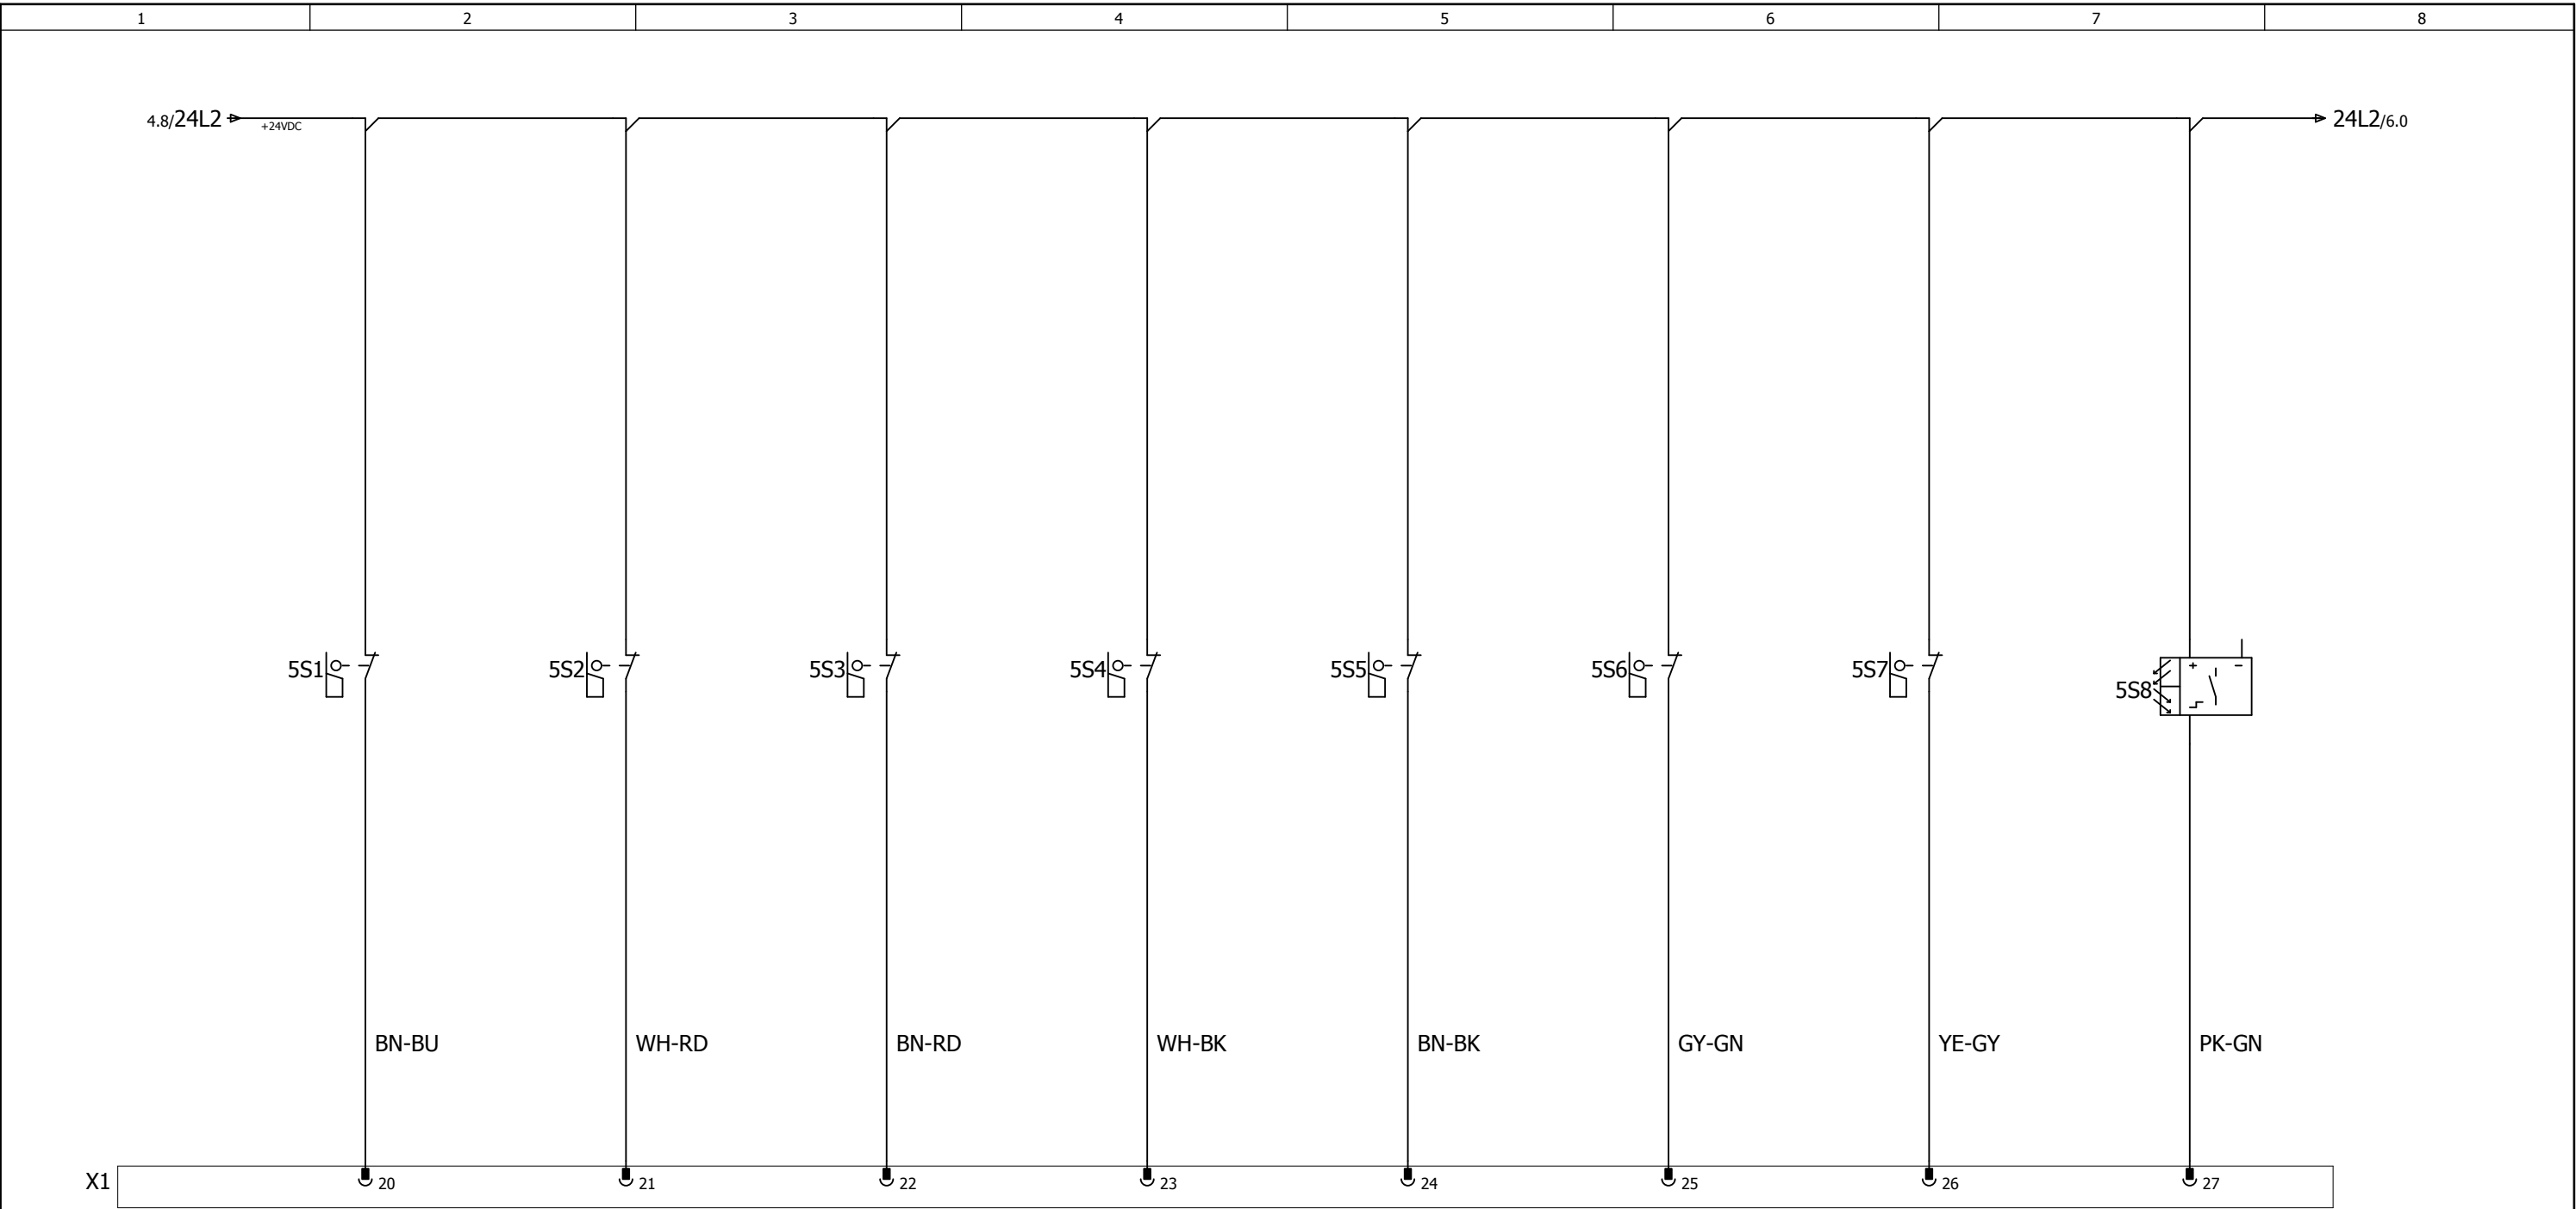 1 2 3 4 5 6 7 8
4.8/24L2 +24VDC 24L2/6.0
5S1 5S2 5S3 5S4 5S5 5S6 5S7 5S8
+ −
BN-BU WH-RD BN-RD WH-BK BN-BK GY-GN YE-GY PK-GN
X1 20 21 22 23 24 25 26 27